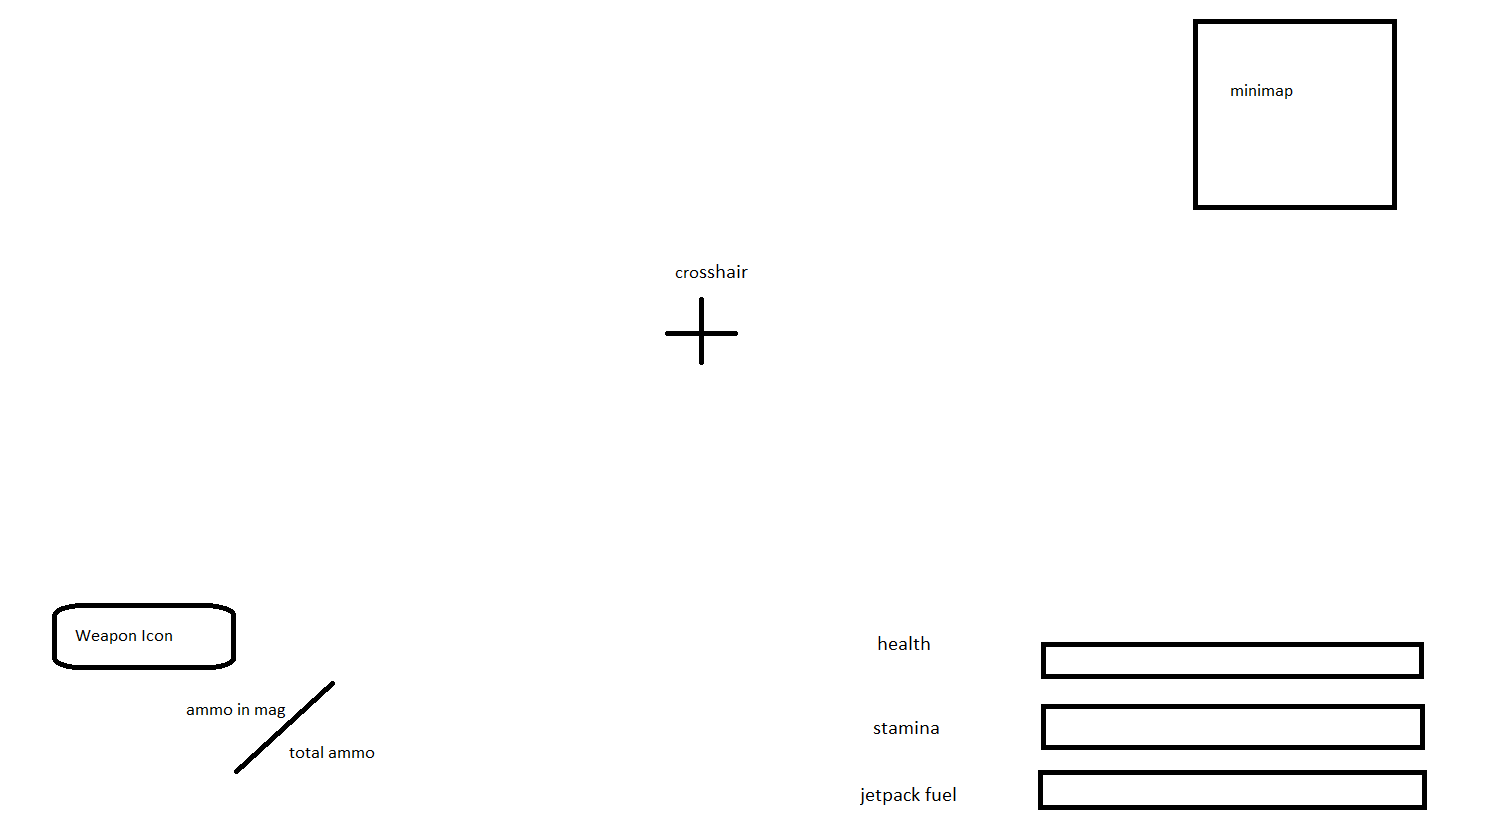 minimap
crosshair
Weapon Icon
ammo in mag
total ammo
health
stamina
jetpack fuel